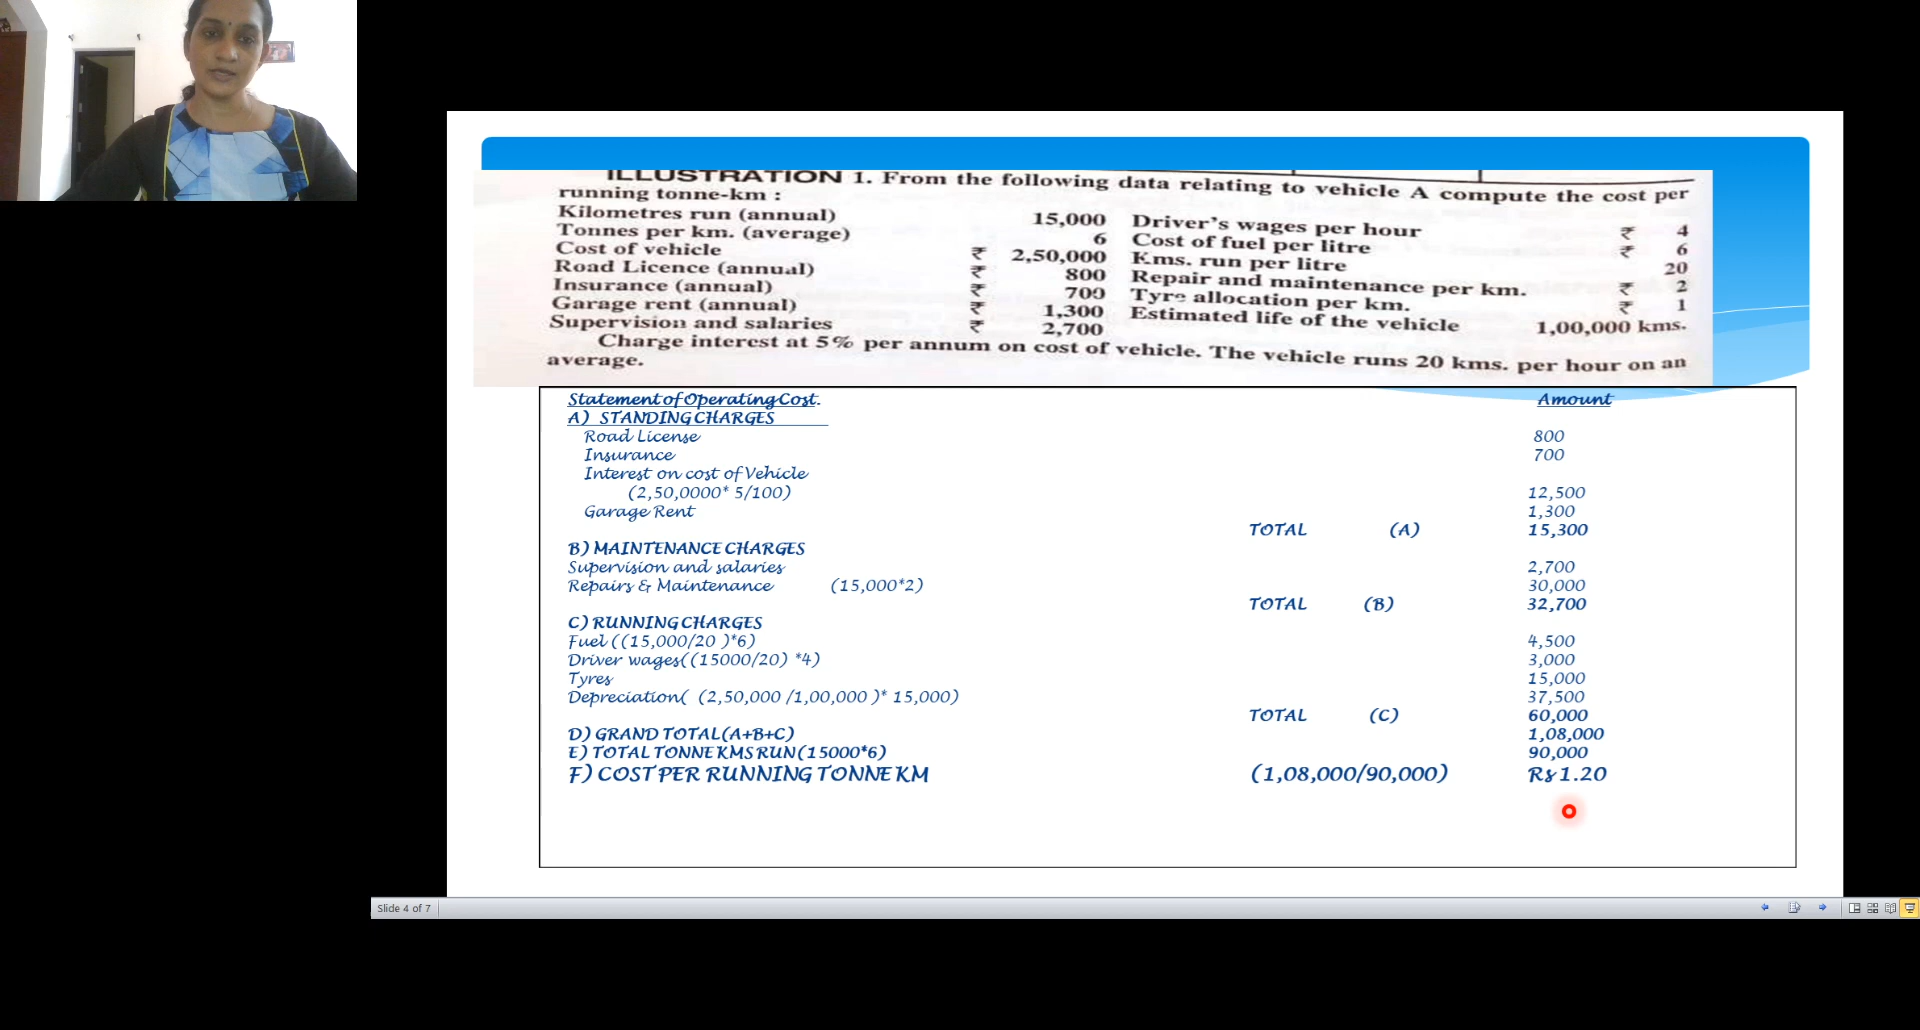 ILLUSTRATION 1. From the following data relating to vehicle A compute the cost per
running tonne-km :
Kilometres run (annual) 15,000 Driver's wages per hour ₹ 4
Tonnes per km. (average) 6 Cost of fuel per litre ₹ 6
Cost of vehicle ₹ 2,50,000 Kms. run per litre 20
Road Licence (annual) ₹ 800 Repair and maintenance per km. ₹ 2
Insurance (annual) ₹ 700 Tyre allocation per km. ₹ 1
Garage rent (annual) ₹ 1,300 Estimated life of the vehicle 1,00,000 kms.
Supervision and salaries ₹ 2,700
Charge interest at 5% per annum on cost of vehicle. The vehicle runs 20 kms. per hour on an
average.
Statement of Operating Cost. Amount
A) STANDING CHARGES
Road License 800
Insurance 700
Interest on cost of Vehicle
(2,50,0000* 5/100) 12,500
Garage Rent 1,300
TOTAL (A) 15,300
B) MAINTENANCE CHARGES
Supervision and salaries 2,700
Repairs & Maintenance (15,000*2) 30,000
TOTAL (B) 32,700
C) RUNNING CHARGES
Fuel ((15,000/20 )*6) 4,500
Driver wages((15000/20) *4) 3,000
Tyres 15,000
Depreciation( (2,50,000 /1,00,000 )* 15,000) 37,500
TOTAL (C) 60,000
D) GRAND TOTAL(A+B+C) 1,08,000
E) TOTAL TONNE KMS RUN(15000*6) 90,000
F) COST PER RUNNING TONNE KM (1,08,000/90,000) Rs 1.20
Slide 4 of 7